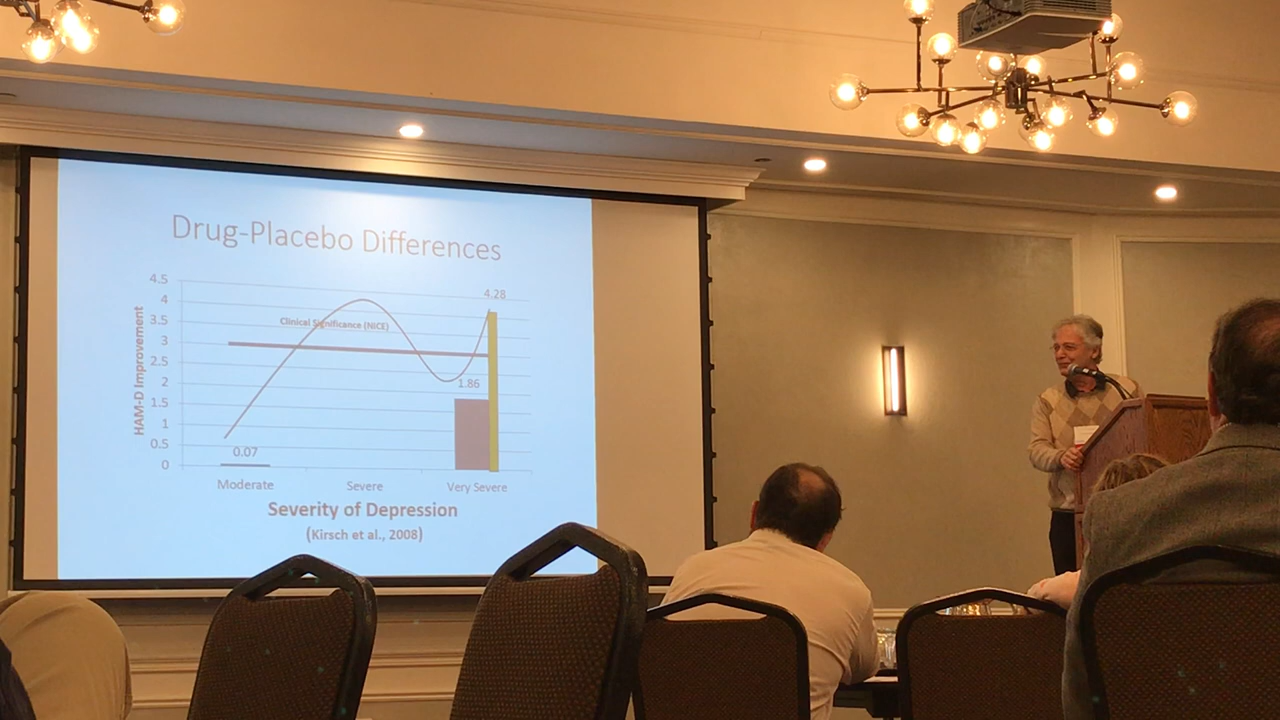 Drug-Placebo Differences
4.5
4
3.5
3
2.5
2
1.5
1
0.5
0
HAM-D Improvement
Clinical Significance (NICE)
4.28
1.86
0.07
Moderate
Severe
Very Severe
Severity of Depression
(Kirsch et al., 2008)